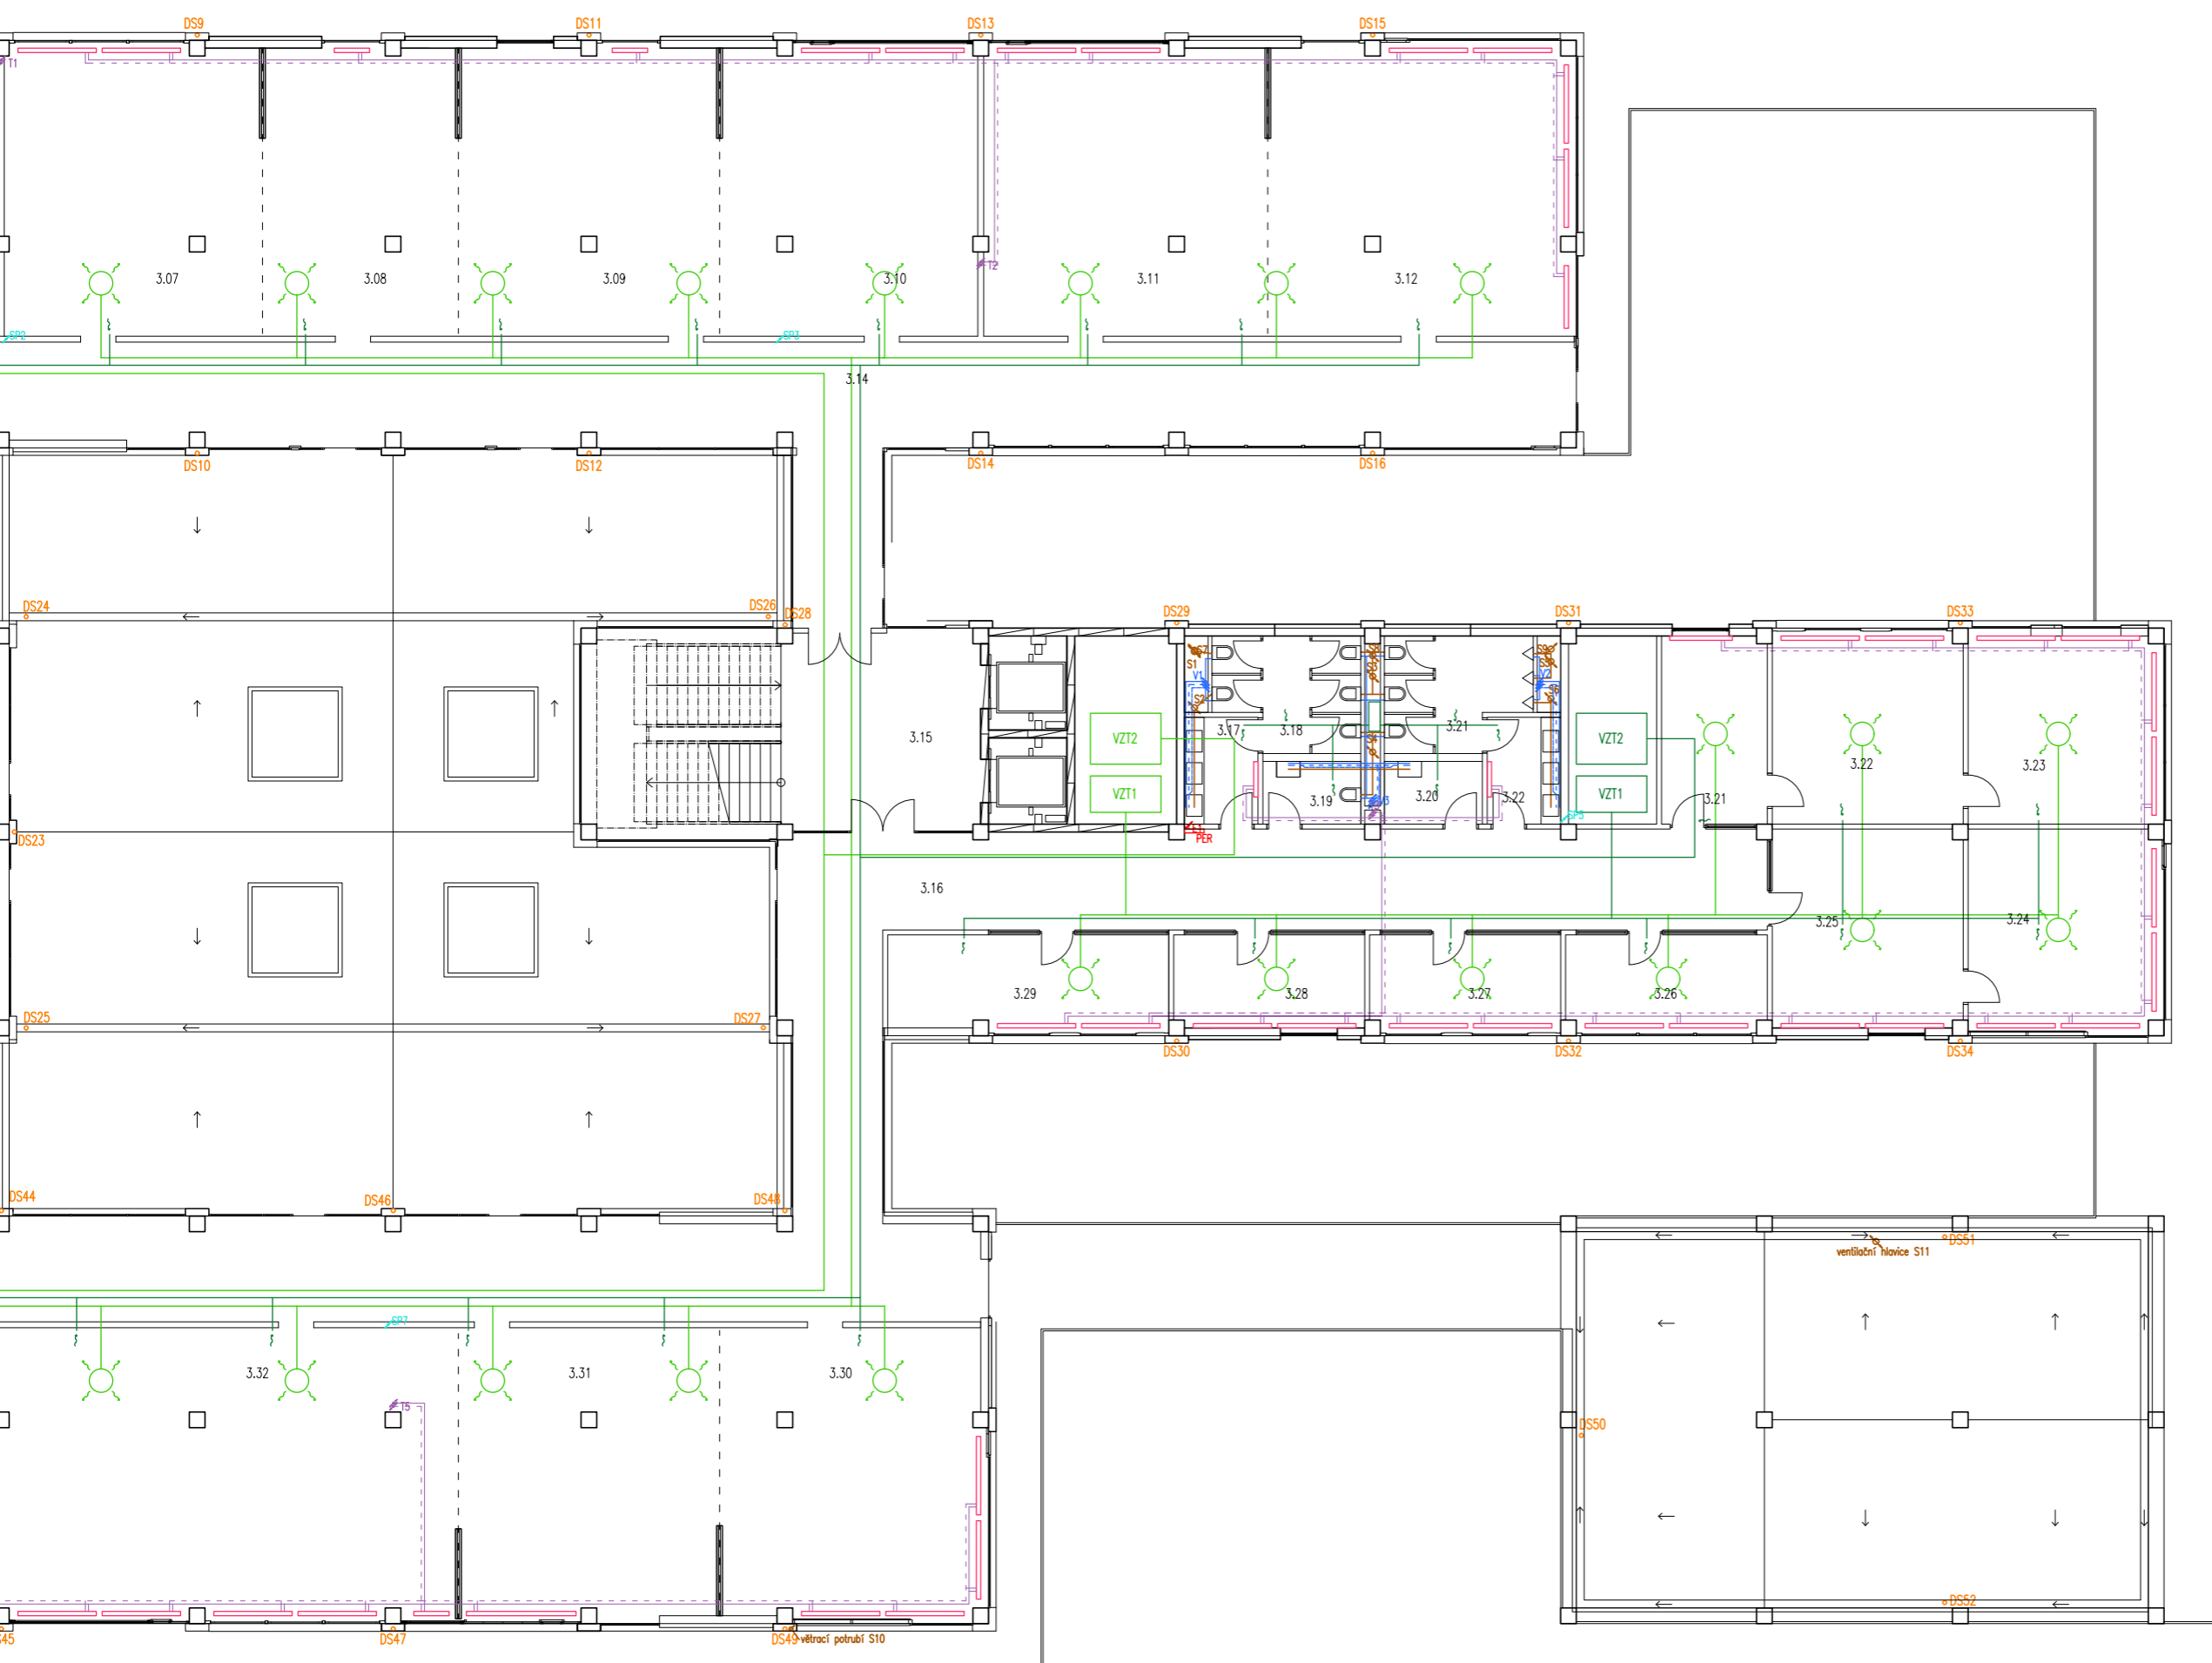 DS9
DS11
DS13
DS15
T1
3.07
3.08
3.09
3.10
T2
3.11
3.12
SP2
SP3
3.14
DS10
DS12
DS14
DS16
DS24
DS26
DS28
DS29
DS31
DS33
S7
S1
V1
S2
V2
S6
3.15
VZT2
3.17
3.18
3.21
VZT2
3.22
3.23
VZT1
3.19
3.20
3.22
VZT1
3.21
V3
SP5
DS23
PER
3.16
3.25
3.24
3.29
3.28
3.27
3.26
DS25
DS27
DS30
DS32
DS34
DS44
DS46
DS48
DS51
ventilační hlavice S11
SP7
3.32
3.31
3.30
T5
DS50
DS52
DS47
DS49
větrací potrubí S10